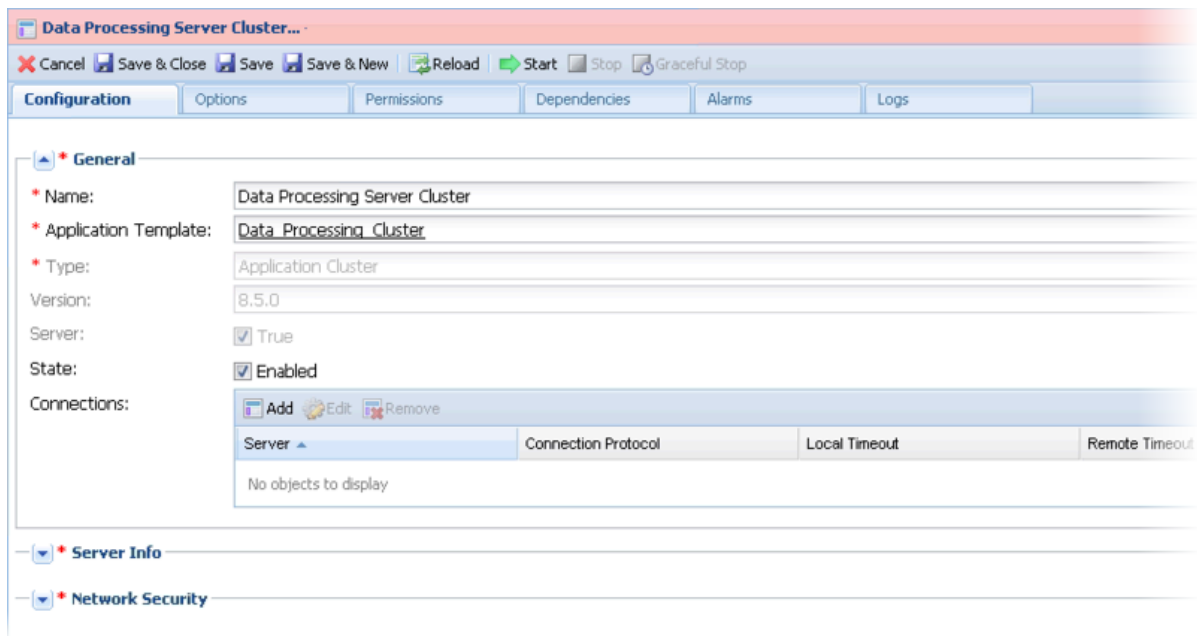 Data Processing Server Cluster... -
Cancel Save & Close Save Save & New Reload Start Stop Graceful Stop
Configuration Options Permissions Dependencies Alarms Logs
* General
* Name: Data Processing Server Cluster
* Application Template: Data_Processing_Cluster
* Type: Application Cluster
Version: 8.5.0
Server: True
State: Enabled
Connections: Add Edit Remove
Server Connection Protocol Local Timeout Remote Timeout
No objects to display
* Server Info
* Network Security